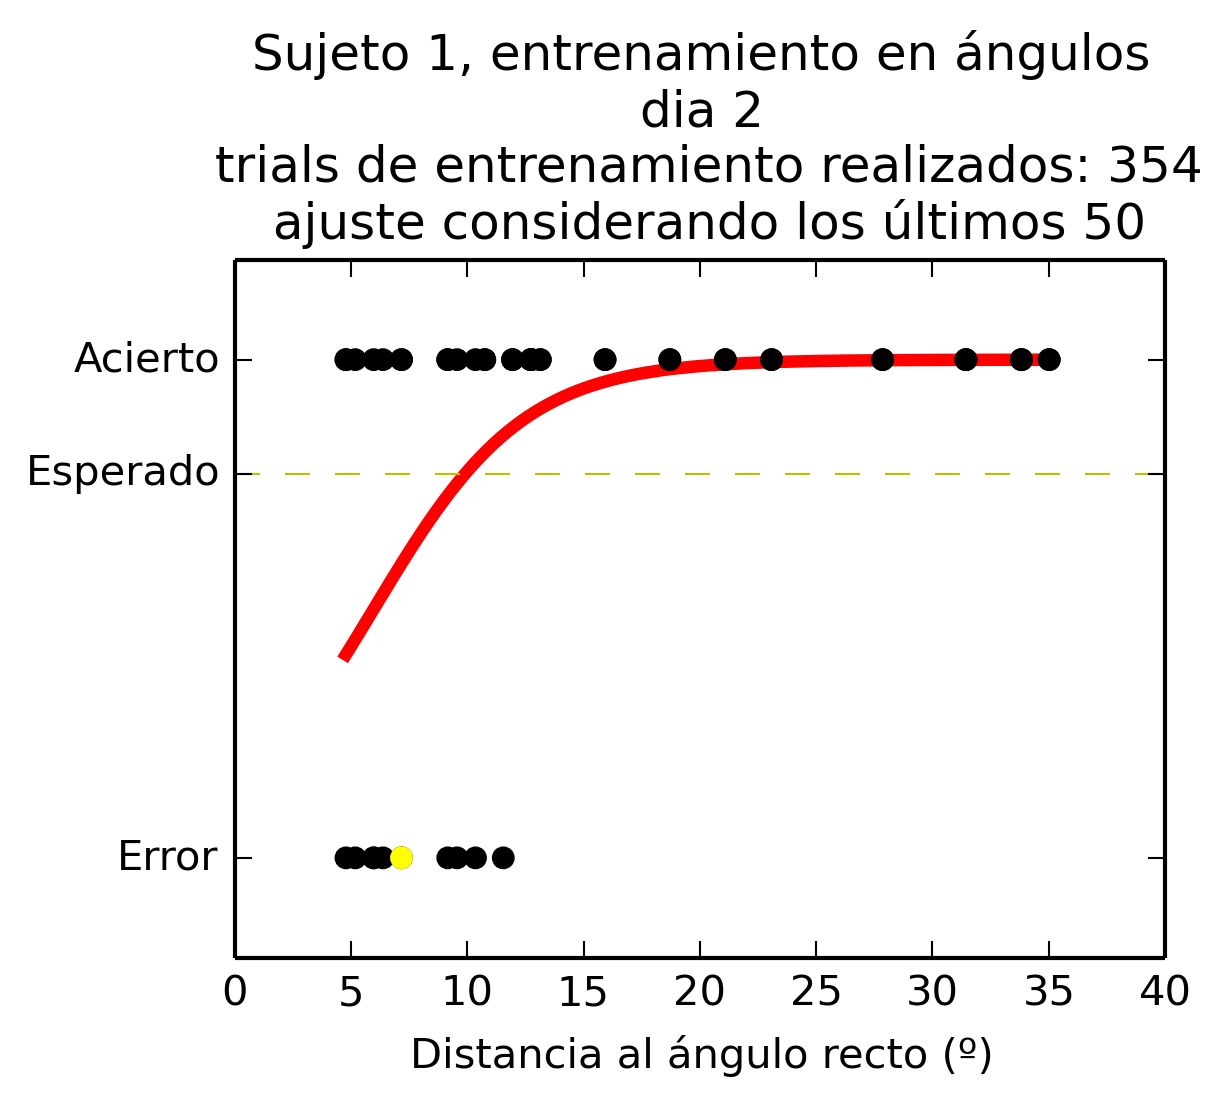 Sujeto 1, entrenamiento en ángulos
dia 2
trials de entrenamiento realizados: 354
ajuste considerando los últimos 50
Acierto
Esperado
Error
0 5 10 15 20 25 30 35 40
Distancia al ángulo recto (º)